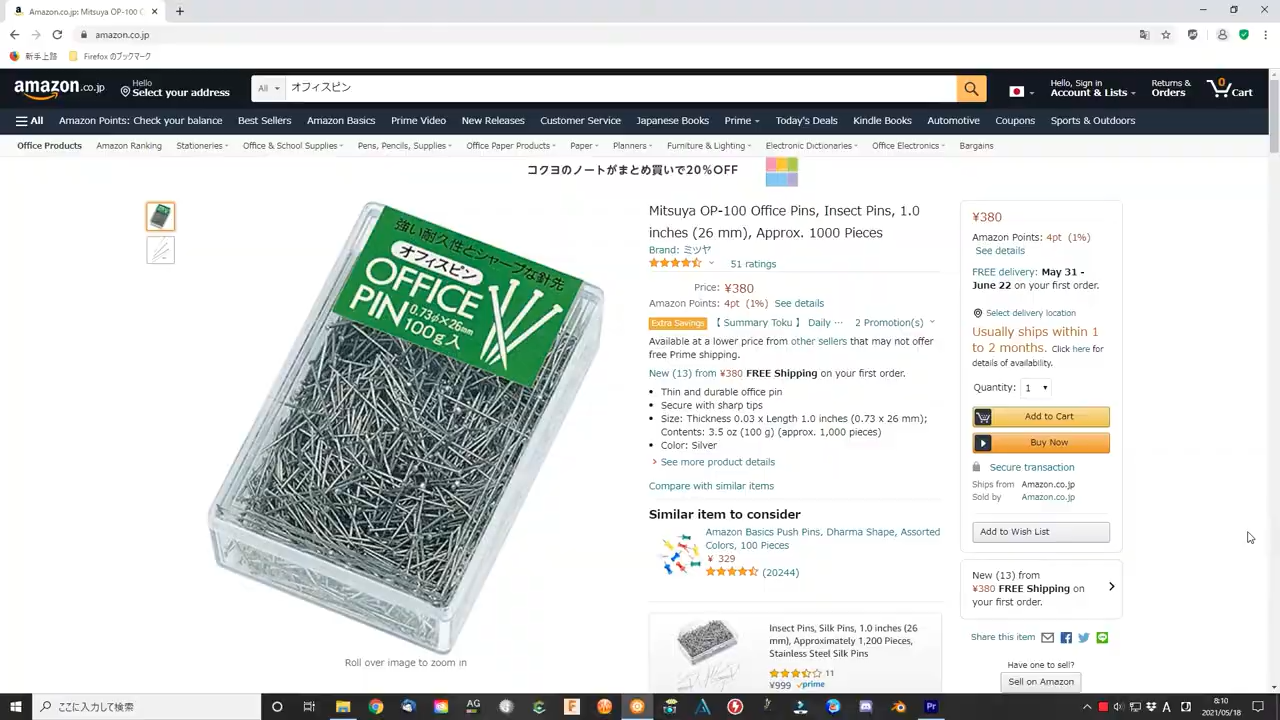 Amazon.co.jp: Mitsuya OP-100 O
amazon.co.jp
新手上路
Firefox のブックマーク
amazon.co.jp
Hello
Select your address
All
オフィスピン
Hello, Sign in
Account & Lists
Returns &
Orders
0
Cart
All
Amazon Points: Check your balance
Best Sellers
Amazon Basics
Prime Video
New Releases
Customer Service
Japanese Books
Prime
Today's Deals
Kindle Books
Automotive
Coupons
Sports & Outdoors
Office Products
Amazon Ranking
Stationeries
Office & School Supplies
Pens, Pencils, Supplies
Office Paper Products
Paper
Planners
Furniture & Lighting
Electronic Dictionaries
Office Electronics
Bargains
コクヨのノートがまとめ買いで20%OFF
強い耐久性とシャープな針先
オフィスピン
OFFICE
PIN
0.73φ×26mm
100g入
Roll over image to zoom in
Mitsuya OP-100 Office Pins, Insect Pins, 1.0
inches (26 mm), Approx. 1000 Pieces
Brand: ミツヤ
51 ratings
Price: ¥380
Amazon Points: 4pt (1%) See details
Extra Savings 【 Summary Toku 】 Daily ··· 2 Promotion(s)
Available at a lower price from other sellers that may not offer
free Prime shipping.
New (13) from ¥380 FREE Shipping on your first order.
• Thin and durable office pin
• Secure with sharp tips
• Size: Thickness 0.03 x Length 1.0 inches (0.73 x 26 mm);
Contents: 3.5 oz (100 g) (approx. 1,000 pieces)
• Color: Silver
› See more product details
Compare with similar items
Similar item to consider
Amazon Basics Push Pins, Dharma Shape, Assorted
Colors, 100 Pieces
¥ 329
(20244)
Insect Pins, Silk Pins, 1.0 inches (26
mm), Approximately 1,200 Pieces,
Stainless Steel Silk Pins
11
¥999 prime
¥380
Amazon Points: 4pt (1%)
See details
FREE delivery: May 31 -
June 22 on your first order.
Select delivery location
Usually ships within 1
to 2 months. Click here for
details of availability.
Quantity: 1
Add to Cart
Buy Now
Secure transaction
Ships from Amazon.co.jp
Sold by Amazon.co.jp
Add to Wish List
New (13) from
¥380 FREE Shipping on
your first order.
Share this item
Have one to sell?
Sell on Amazon
ここに入力して検索
AG
F
Pr
A
8:10
2021/05/18